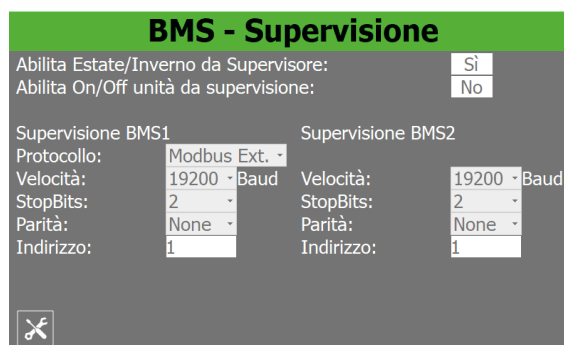 BMS - Supervisione
Abilita Estate/Inverno da Supervisore: Sì
Abilita On/Off unità da supervisione: No
Supervisione BMS1 Supervisione BMS2
Protocollo: Modbus Ext.
Velocità: 19200 Baud Velocità: 19200 Baud
StopBits: 2 StopBits: 2
Parità: None Parità: None
Indirizzo: 1 Indirizzo: 1